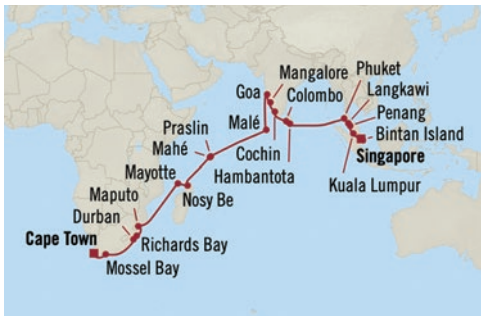 Mangalore
Phuket
Goa
Colombo
Langkawi
Penang
Praslin
Malé
Bintan Island
Mahé
Cochin
Singapore
Mayotte
Hambantota
Kuala Lumpur
Maputo
Nosy Be
Durban
Cape Town
Richards Bay
Mossel Bay